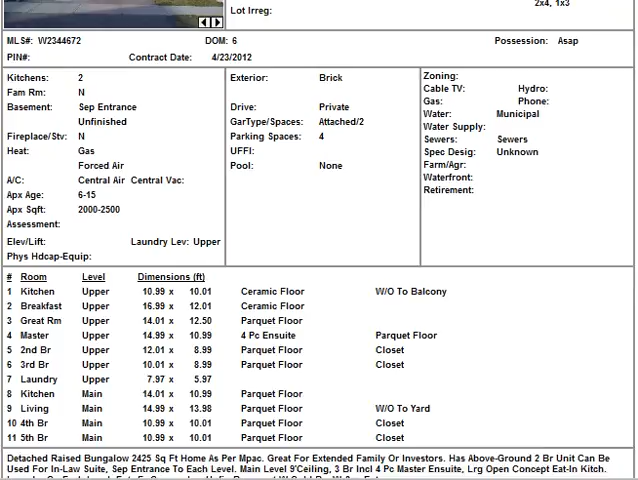 2x4, 1x3
Lot Irreg:
MLS#: W2344672 DOM: 6 Possession: Asap
PIN#: Contract Date: 4/23/2012
Kitchens: 2
Fam Rm: N
Basement: Sep Entrance
Unfinished
Fireplace/Stv: N
Heat: Gas
Forced Air
A/C: Central Air Central Vac:
Apx Age: 6-15
Apx Sqft: 2000-2500
Assessment:
Elev/Lift: Laundry Lev: Upper
Phys Hdcap-Equip:
Exterior: Brick
Drive: Private
GarType/Spaces: Attached/2
Parking Spaces: 4
UFFI:
Pool: None
Zoning:
Cable TV: Hydro:
Gas: Phone:
Water: Municipal
Water Supply:
Sewers: Sewers
Spec Desig: Unknown
Farm/Agr:
Waterfront:
Retirement:
# Room Level Dimensions (ft)
1 Kitchen Upper 10.99 x 10.01 Ceramic Floor W/O To Balcony
2 Breakfast Upper 16.99 x 12.01 Ceramic Floor
3 Great Rm Upper 14.01 x 12.50 Parquet Floor
4 Master Upper 14.99 x 10.99 4 Pc Ensuite Parquet Floor
5 2nd Br Upper 12.01 x 8.99 Parquet Floor Closet
6 3rd Br Upper 10.01 x 8.99 Parquet Floor Closet
7 Laundry Upper 7.97 x 5.97
8 Kitchen Main 14.01 x 10.99 Parquet Floor
9 Living Main 14.99 x 13.98 Parquet Floor W/O To Yard
10 4th Br Main 10.99 x 10.01 Parquet Floor Closet
11 5th Br Main 10.99 x 10.01 Parquet Floor Closet
Detached Raised Bungalow 2425 Sq Ft Home As Per Mpac. Great For Extended Family Or Investors. Has Above-Ground 2 Br Unit Can Be
Used For In-Law Suite, Sep Entrance To Each Level. Main Level 9'Ceiling, 3 Br Incl 4 Pc Master Ensuite, Lrg Open Concept Eat-In Kitch.